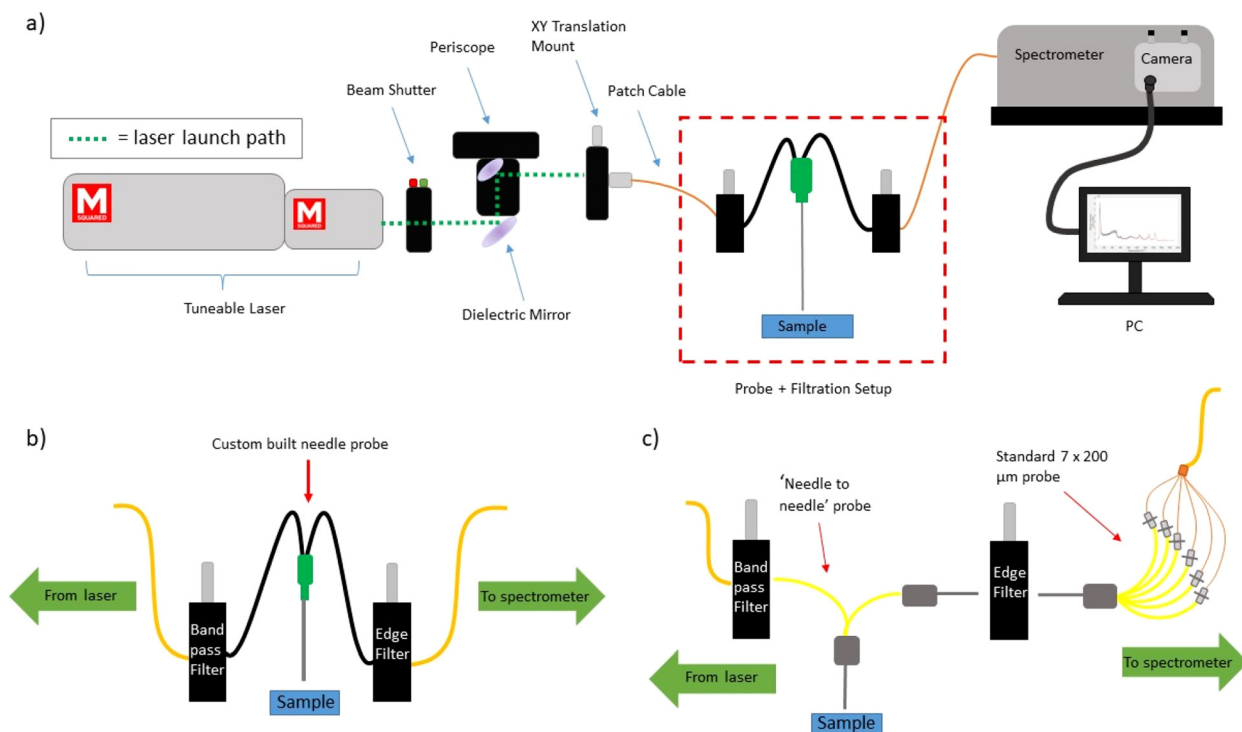 a)
XY Translation
Mount
Periscope
Beam Shutter
Patch Cable
Spectrometer
Camera
= laser launch path
M
SQUARED
M
SQUARED
Tuneable Laser
Dielectric Mirror
Sample
PC
Probe + Filtration Setup
b)
Custom built needle probe
From laser
Band
pass
Filter
Edge
Filter
To spectrometer
Sample
c)
Standard 7 x 200
µm probe
‘Needle to
needle’ probe
Band
pass
Filter
Edge
Filter
From laser
To spectrometer
Sample